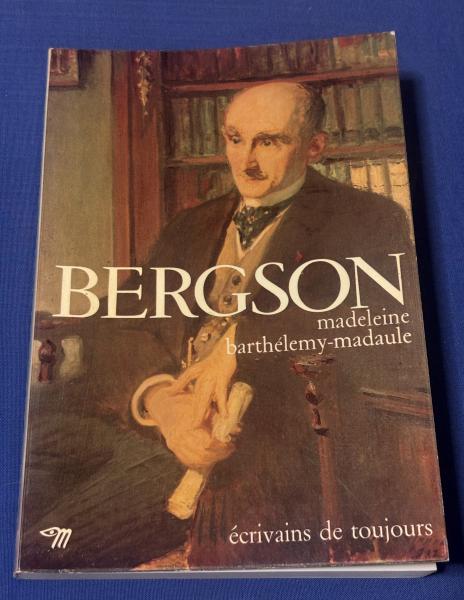 BERGSON
madeleine
barthélemy-madaule
M
écrivains de toujours